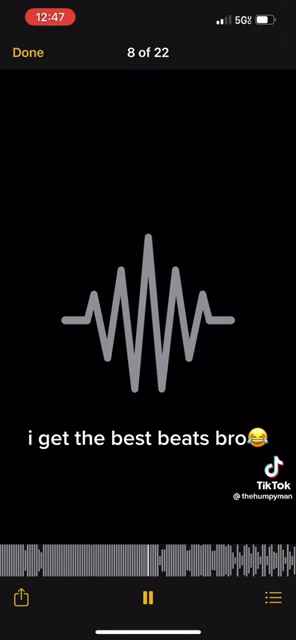 12:47
5G
Done
8 of 22
i get the best beats bro😂
TikTok
@thehumpyman